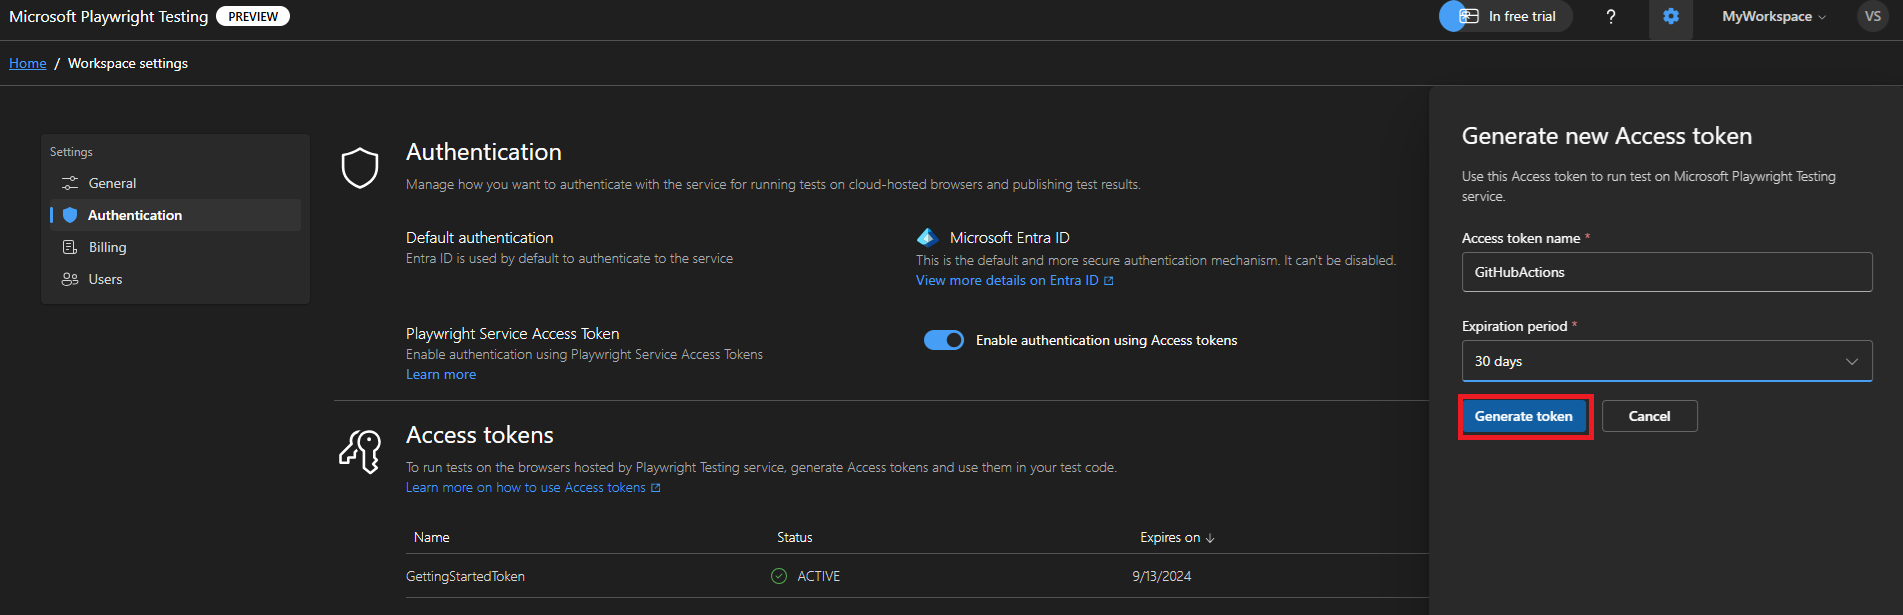 Microsoft Playwright Testing PREVIEW
In free trial ? MyWorkspace VS
Home / Workspace settings
Settings
General
Authentication
Billing
Users
Authentication
Manage how you want to authenticate with the service for running tests on cloud-hosted browsers and publishing test results.
Default authentication
Entra ID is used by default to authenticate to the service
Microsoft Entra ID
This is the default and more secure authentication mechanism. It can't be disabled.
View more details on Entra ID
Playwright Service Access Token
Enable authentication using Playwright Service Access Tokens
Learn more
Enable authentication using Access tokens
Access tokens
To run tests on the browsers hosted by Playwright Testing service, generate Access tokens and use them in your test code.
Learn more on how to use Access tokens
Name Status Expires on ↓
GettingStartedToken ACTIVE 9/13/2024
Generate new Access token
Use this Access token to run test on Microsoft Playwright Testing
service.
Access token name *
GitHubActions
Expiration period *
30 days
Generate token Cancel